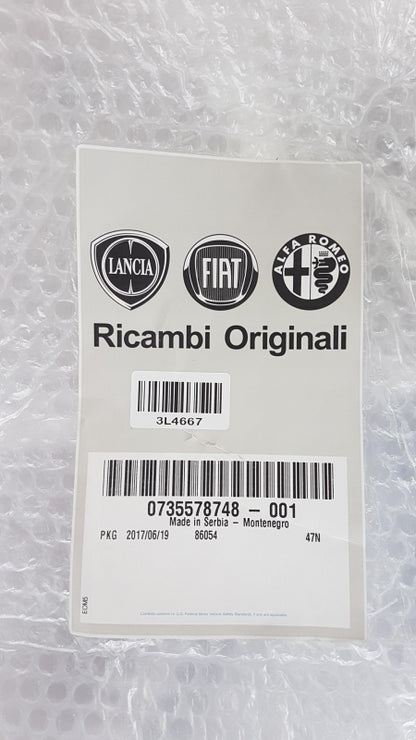 LANCIA FIAT ALFA ROMEO
Ricambi Originali
3L4667
0735578748 - 001
Made in Serbia - Montenegro
PKG 2017/06/19 86054 47N